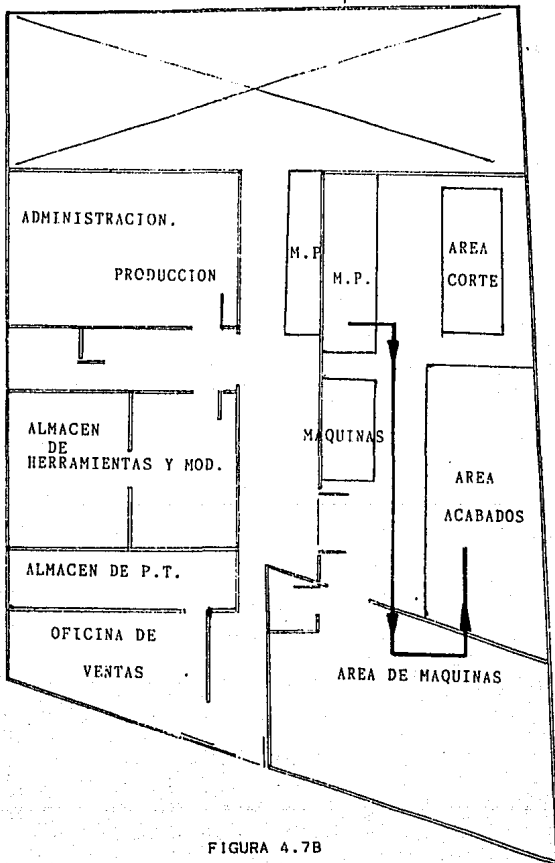 ADMINISTRACION.
PRODUCCION
M.P
M.P.
AREA
CORTE
MAQUINAS
ALMACEN
DE
HERRAMIENTAS Y MOD.
AREA
ACABADOS
ALMACEN DE P.T.
OFICINA DE
VENTAS
AREA DE MAQUINAS
FIGURA 4.7B